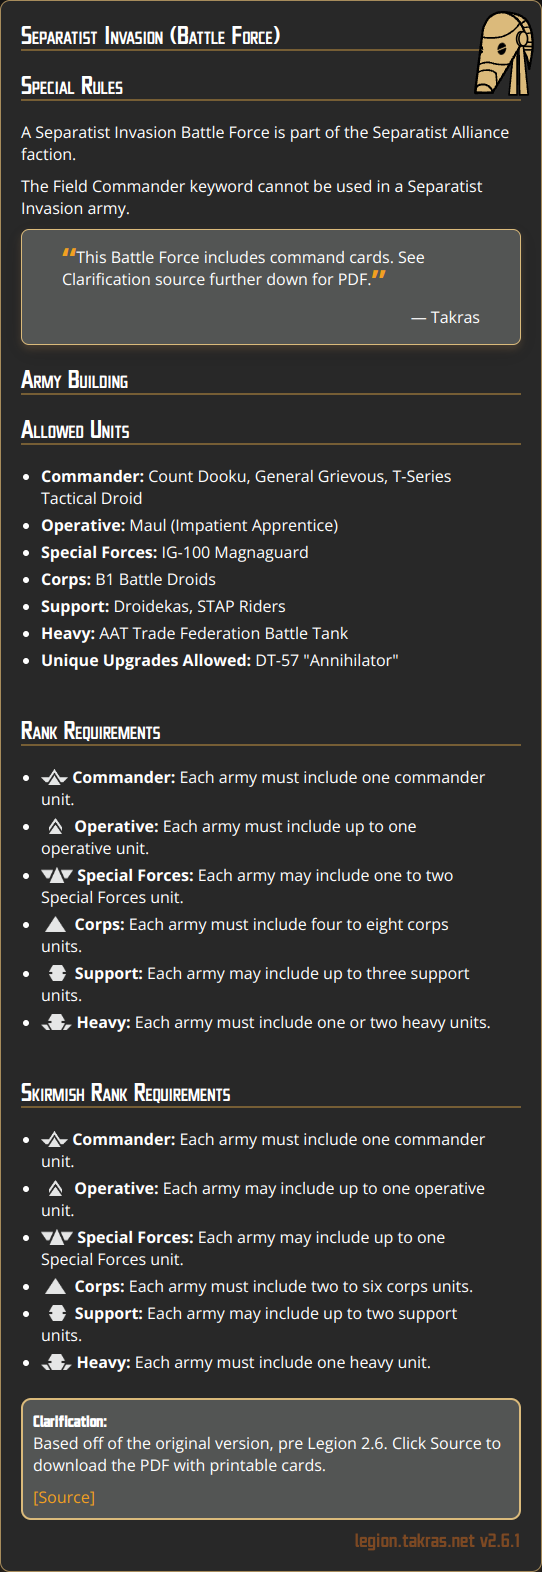 Separatist Invasion (Battle Force)
Special Rules
A Separatist Invasion Battle Force is part of the Separatist Alliance
faction.
The Field Commander keyword cannot be used in a Separatist
Invasion army.
"This Battle Force includes command cards. See
Clarification source further down for PDF."
— Takras
Army Building
Allowed Units
• Commander: Count Dooku, General Grievous, T-Series
Tactical Droid
• Operative: Maul (Impatient Apprentice)
• Special Forces: IG-100 Magnaguard
• Corps: B1 Battle Droids
• Support: Droidekas, STAP Riders
• Heavy: AAT Trade Federation Battle Tank
• Unique Upgrades Allowed: DT-57 "Annihilator"
Rank Requirements
• Commander: Each army must include one commander
unit.
• Operative: Each army must include up to one
operative unit.
• Special Forces: Each army may include one to two
Special Forces unit.
• Corps: Each army must include four to eight corps
units.
• Support: Each army may include up to three support
units.
• Heavy: Each army must include one or two heavy units.
Skirmish Rank Requirements
• Commander: Each army must include one commander
unit.
• Operative: Each army may include up to one operative
unit.
• Special Forces: Each army may include up to one
Special Forces unit.
• Corps: Each army must include two to six corps units.
• Support: Each army may include up to two support
units.
• Heavy: Each army must include one heavy unit.
Clarification:
Based off of the original version, pre Legion 2.6. Click Source to
download the PDF with printable cards.
[Source]
legion.takras.net v2.6.1